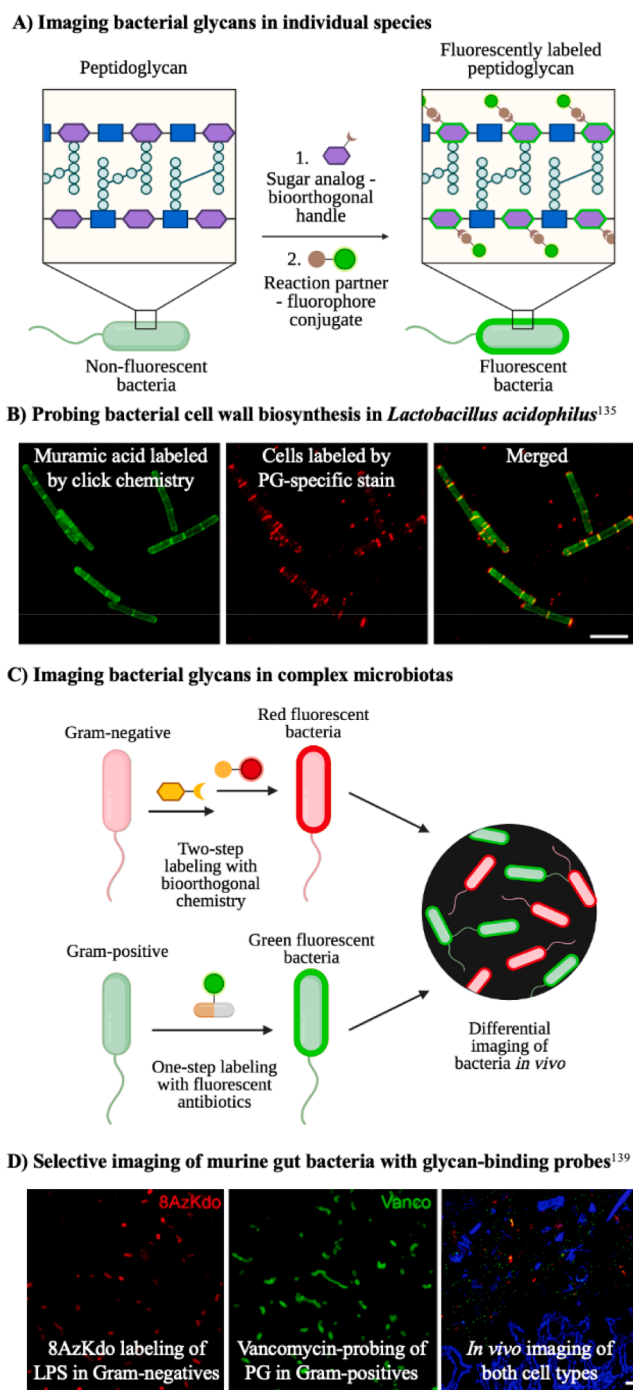 A) Imaging bacterial glycans in individual species
Peptidoglycan
Fluorescently labeled
peptidoglycan
1.
Sugar analog -
bioorthogonal
handle
2.
Reaction partner
- fluorophore
conjugate
Non-fluorescent
bacteria
Fluorescent
bacteria
B) Probing bacterial cell wall biosynthesis in Lactobacillus acidophilus135
Muramic acid labeled
by click chemistry
Cells labeled by
PG-specific stain
Merged
C) Imaging bacterial glycans in complex microbiotas
Gram-negative
Red fluorescent
bacteria
Two-step
labeling with
bioorthogonal
chemistry
Gram-positive
Green fluorescent
bacteria
One-step labeling
with fluorescent
antibiotics
Differential
imaging of
bacteria in vivo
D) Selective imaging of murine gut bacteria with glycan-binding probes139
8AzKdo
8AzKdo labeling of
LPS in Gram-negatives
Vanco
Vancomycin-probing of
PG in Gram-positives
In vivo imaging of
both cell types